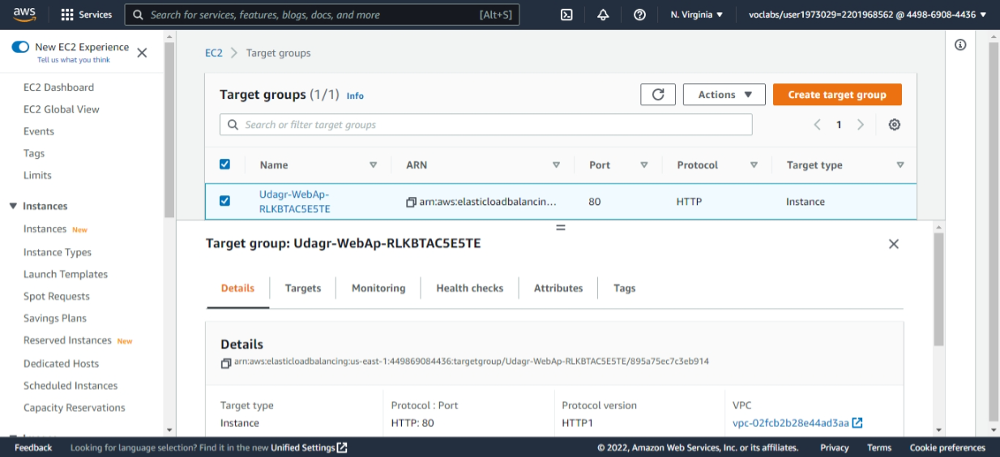 aws
Services
Search for services, features, blogs, docs, and more
[Alt+S]
N. Virginia
voclabs/user1973029=2201968562 @ 4498-6908-4436
New EC2 Experience
Tell us what you think
EC2 Dashboard
EC2 Global View
Events
Tags
Limits
Instances
Instances New
Instance Types
Launch Templates
Spot Requests
Savings Plans
Reserved Instances New
Dedicated Hosts
Scheduled Instances
Capacity Reservations
EC2 Target groups
Target groups (1/1) Info
Actions
Create target group
Search or filter target groups
1
Name ARN Port Protocol Target type
Udagr-WebAp-
RLKBTAC5E5TE
arn:aws:elasticloadbalancin...
80
HTTP
Instance
Target group: Udagr-WebAp-RLKBTAC5E5TE
Details Targets Monitoring Health checks Attributes Tags
Details
arn:aws:elasticloadbalancing:us-east-1:449869084436:targetgroup/Udagr-WebAp-RLKBTAC5E5TE/895a75ec7c3eb914
Target type
Instance
Protocol : Port
HTTP: 80
Protocol version
HTTP1
VPC
vpc-02fcb2b28e44ad3aa
Feedback
Looking for language selection? Find it in the new Unified Settings
© 2022, Amazon Web Services, Inc. or its affiliates.
Privacy
Terms
Cookie preferences